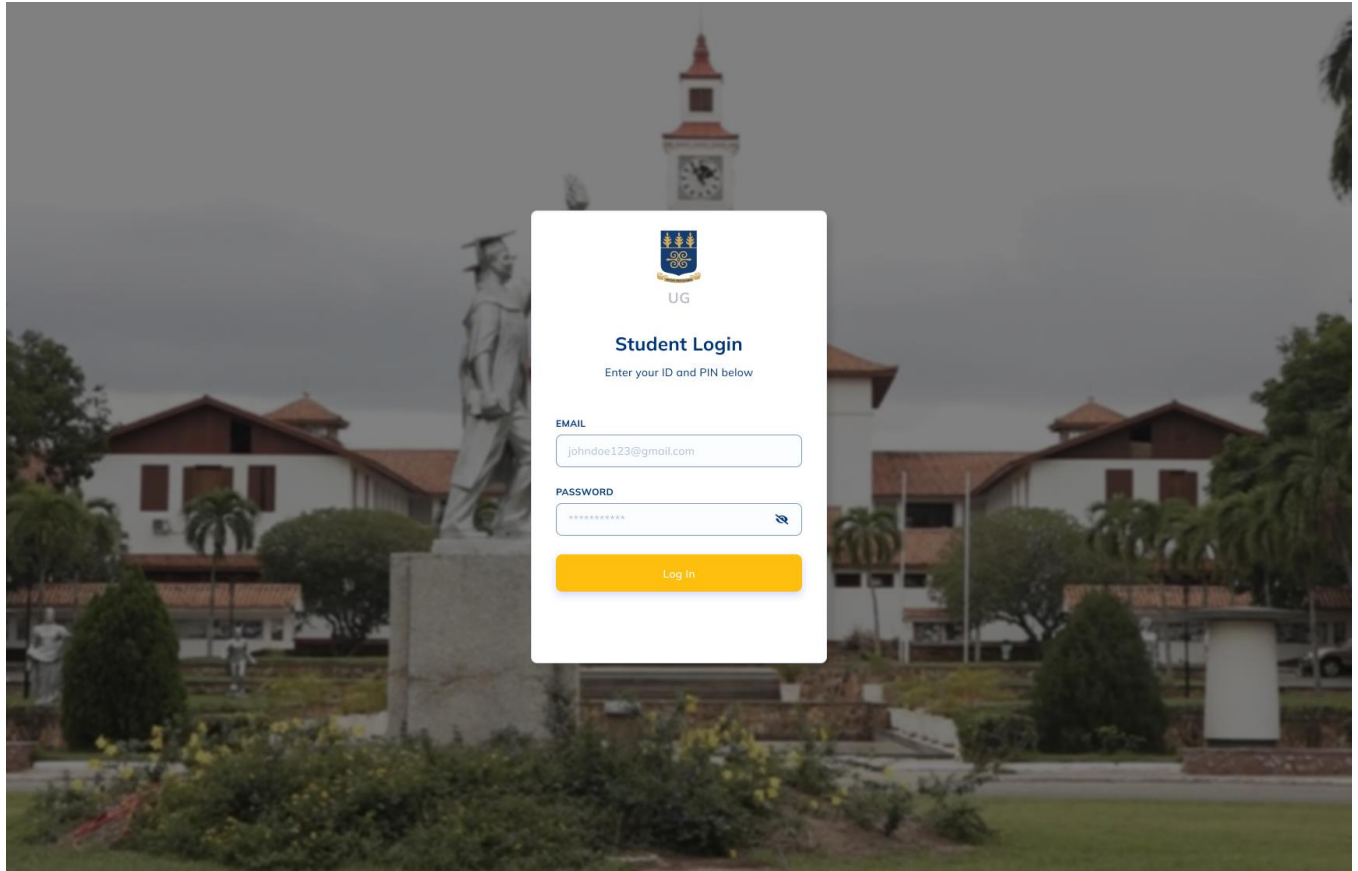 UG
Student Login
Enter your ID and PIN below
EMAIL
johndoe123@gmail.com
PASSWORD
***********
Log In